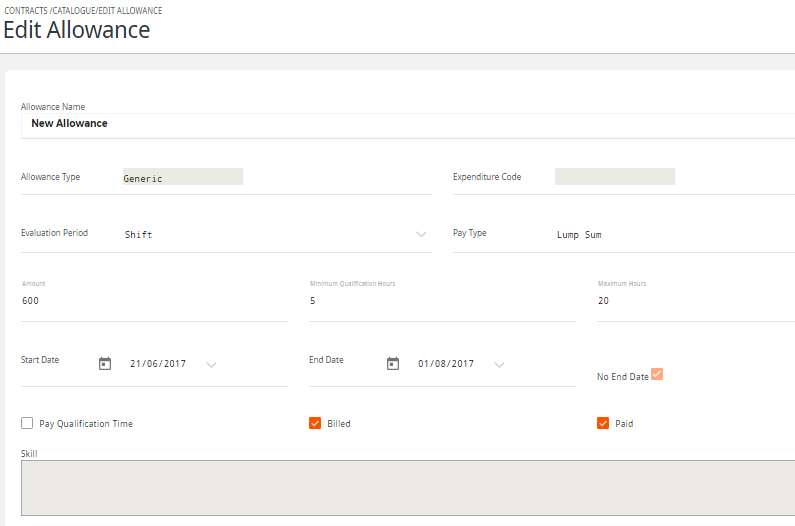 CONTRACTS /CATALOGUE/EDIT ALLOWANCE
Edit Allowance
Allowance Name
New Allowance
Allowance Type Generic Expenditure Code
Evaluation Period Shift Pay Type Lump Sum
Amount Minimum Qualification Hours Maximum Hours
600 5 20
Start Date 21/06/2017 End Date 01/08/2017 No End Date
Pay Qualification Time Billed Paid
Skill